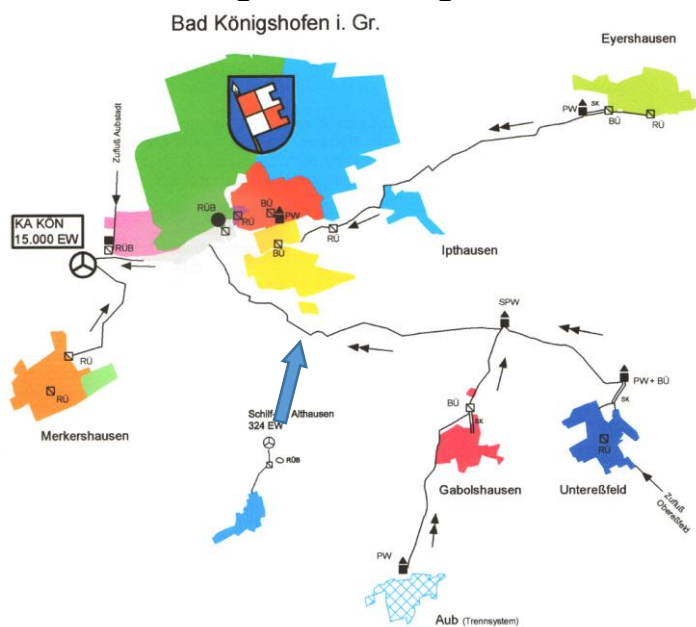 Bad Königshofen i. Gr.
Eyershausen
PW
SK
BÜ
RÜ
Zufluß Aubstadt
RÜB
RÜ
BÜ
PW
KA KÖN
15.000 EW
RÜB
BÜ
RÜ
Ipthausen
SPW
RÜ
RÜ
Merkershausen
PW + BÜ
SK
BÜ
SK
Althausen
324 EW
RÜB
RÜ
Gabolshausen
Untereßfeld
Zufluß
Obereßfeld
PW
Aub (Trennsystem)